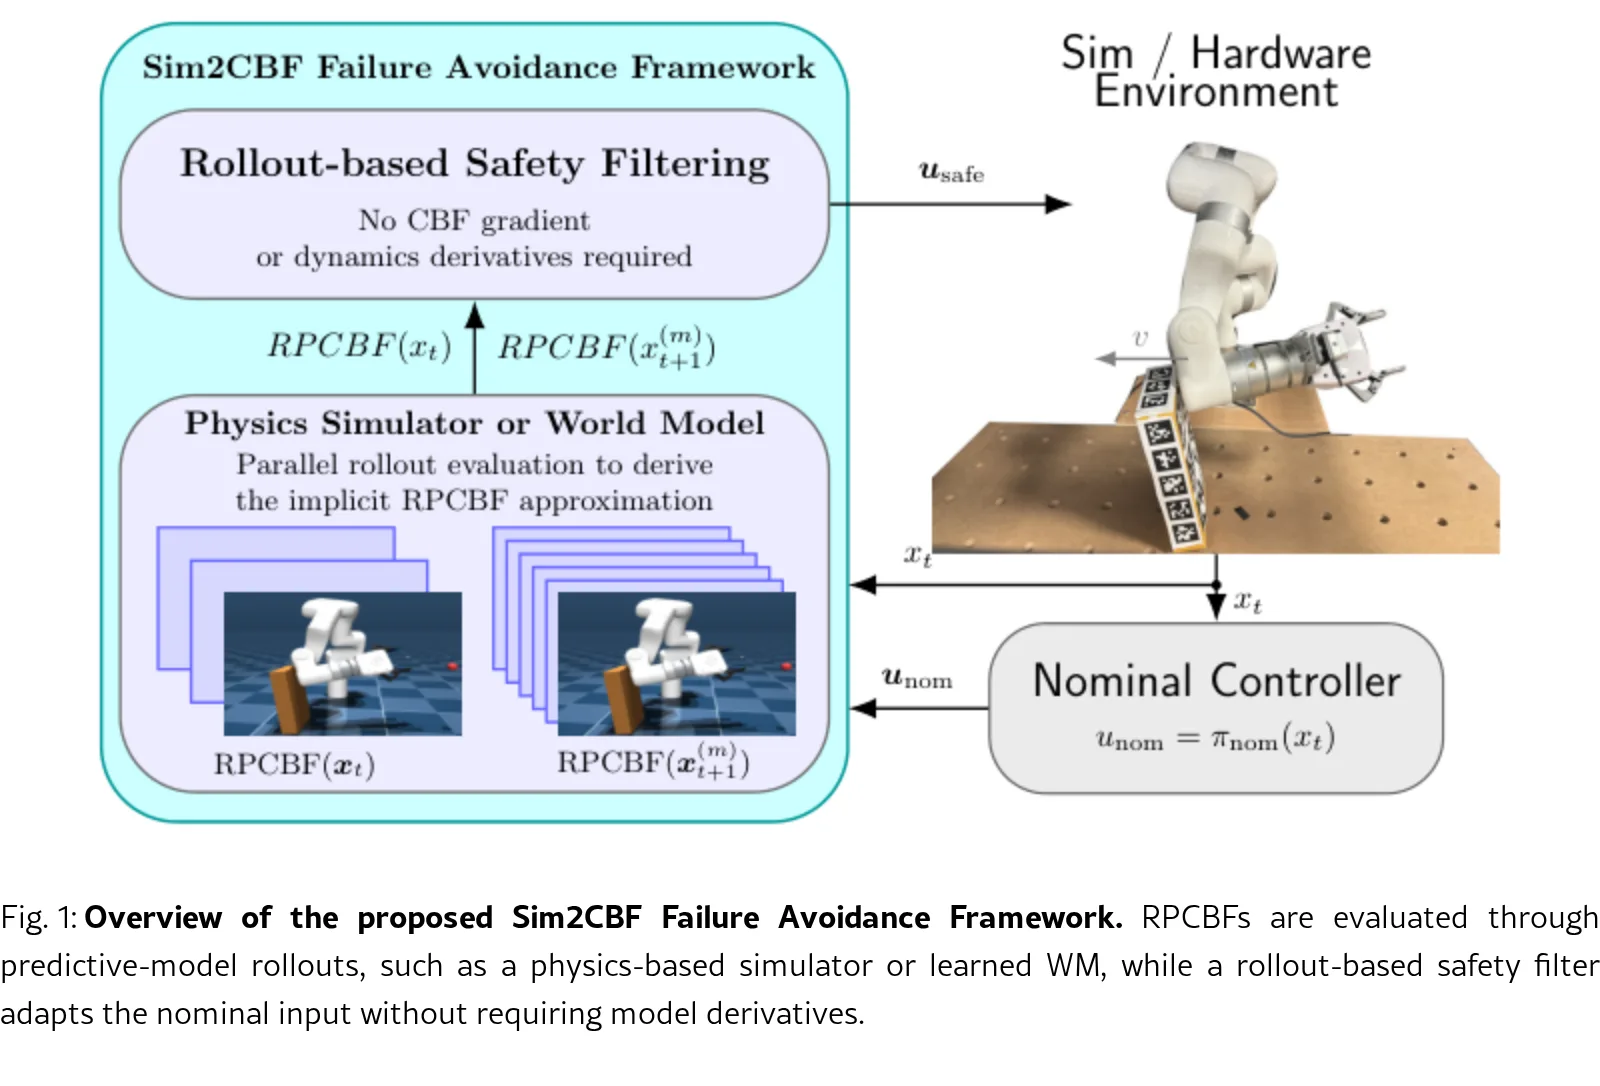 Sim2CBF Failure Avoidance Framework
Rollout-based Safety Filtering
No CBF gradient
or dynamics derivatives required
RPCBF(x_t)
RPCBF(x_{t+1}^{(m)})
Physics Simulator or World Model
Parallel rollout evaluation to derive
the implicit RPCBF approximation
RPCBF(x_t)
RPCBF(x_{t+1}^{(m)})
u_safe
Sim / Hardware
Environment
v
x_t
x_t
u_nom
Nominal Controller
u_nom = π_nom(x_t)
Fig. 1: Overview of the proposed Sim2CBF Failure Avoidance Framework. RPCBFs are evaluated through
predictive-model rollouts, such as a physics-based simulator or learned WM, while a rollout-based safety filter
adapts the nominal input without requiring model derivatives.